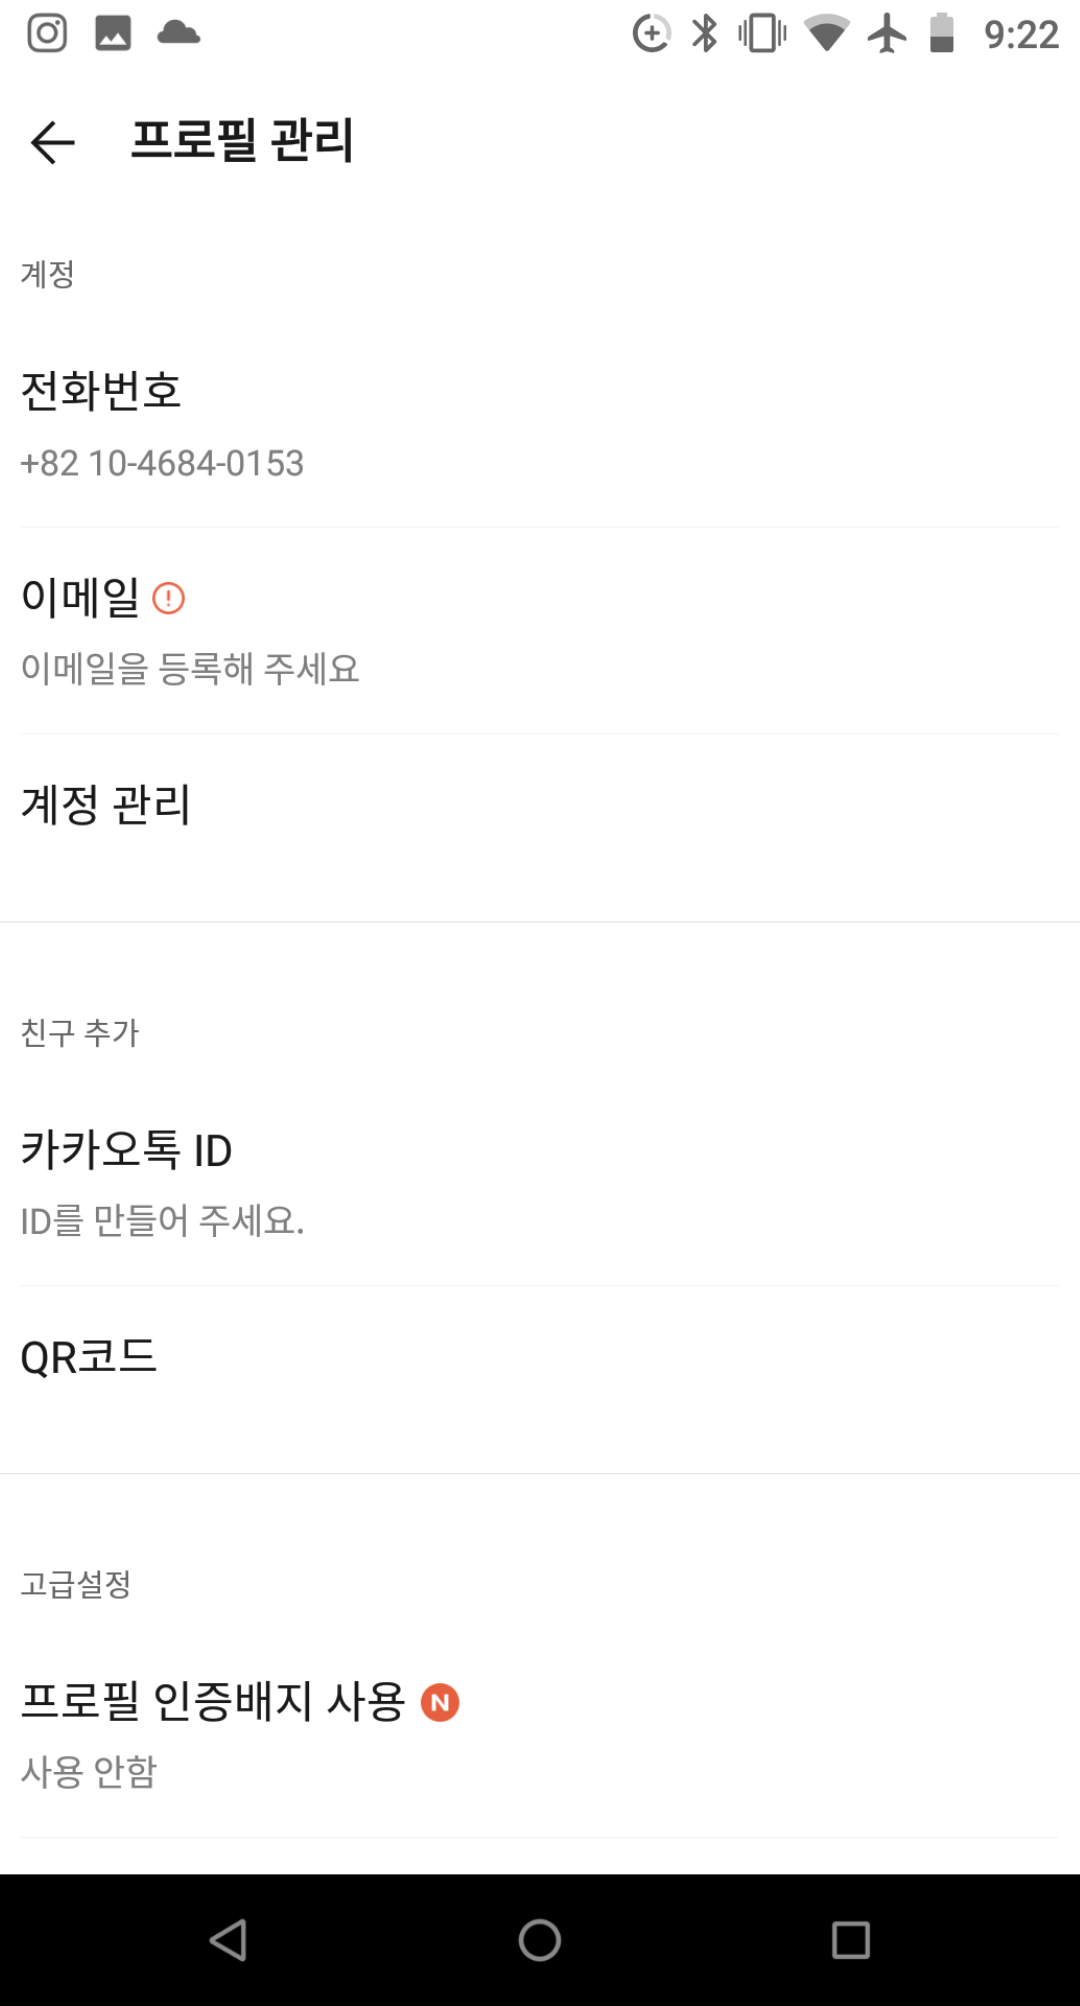 9:22
프로필 관리
계정
전화번호
+82 10-4684-0153
이메일
이메일을 등록해 주세요
계정 관리
친구 추가
카카오톡 ID
ID를 만들어 주세요.
QR코드
고급설정
프로필 인증배지 사용 N
사용 안함